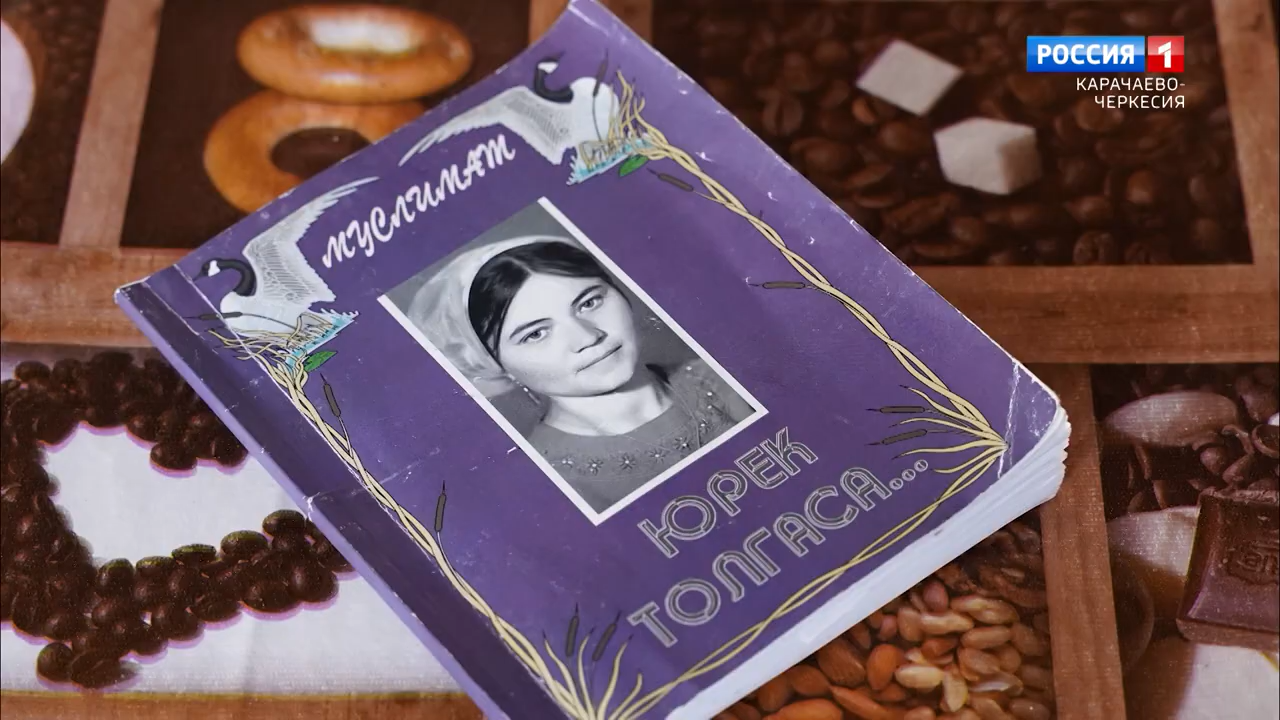 РОССИЯ 1
КАРАЧАЕВО-
ЧЕРКЕСИЯ
МУСЛИМАТ
ЮРЕК
ТОЛГАСА...